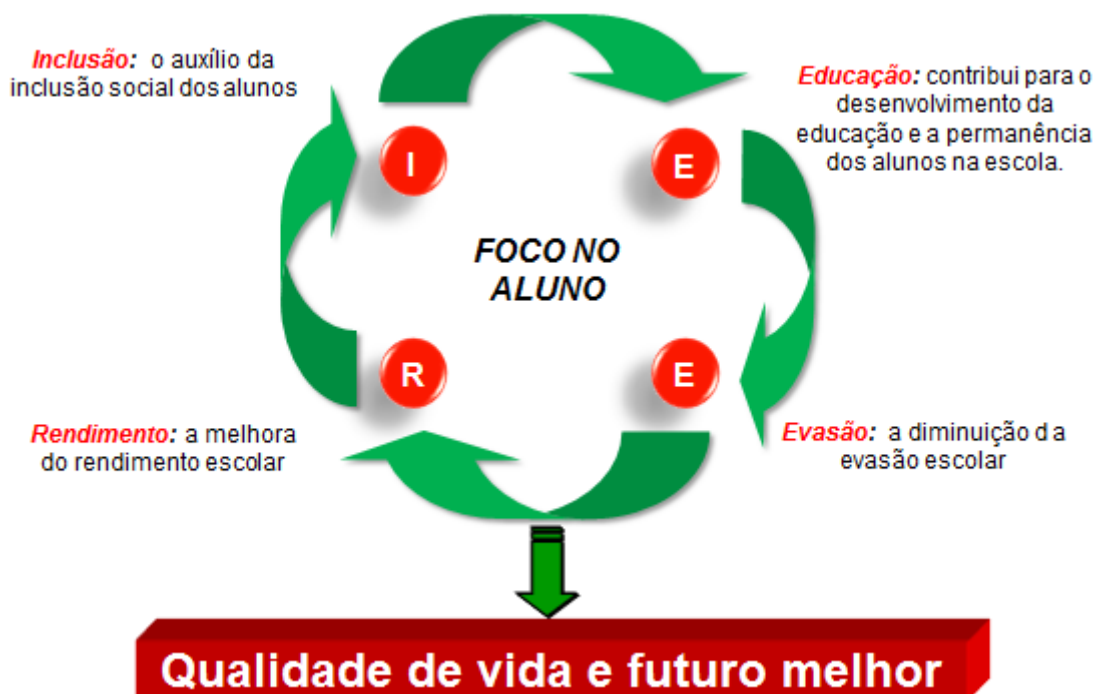 Inclusão: o auxílio da
inclusão social dos alunos
Educação: contribui para o
desenvolvimento da
educação e a permanência
dos alunos na escola.
I
E
FOCO NO
ALUNO
R
E
Rendimento: a melhora
do rendimento escolar
Evasão: a diminuição d a
evasão escolar
Qualidade de vida e futuro melhor